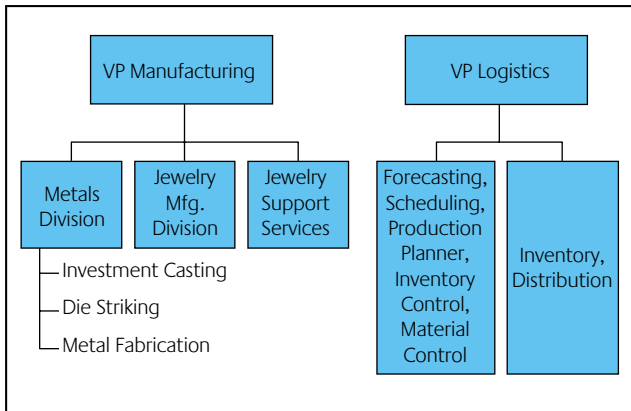 VP Manufacturing
VP Logistics
Metals
Division
Jewelry
Mfg.
Division
Jewelry
Support
Services
Forecasting,
Scheduling,
Production
Planner,
Inventory
Control,
Material
Control
Inventory,
Distribution
Investment Casting
Die Striking
Metal Fabrication